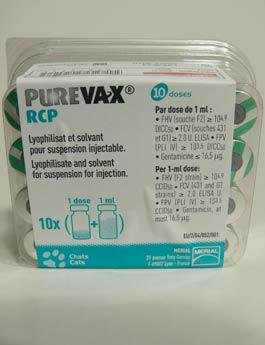 PUREVAX®
RCP
Lyophilisat et solvant
pour suspension injectable.
Lyophilisate and solvent
for suspension for injection.
1 dose 1 ml
10x
+
Chats
Cats
10 doses
Par dose de 1 ml :
• FHV (souche F2) ≥ 10^4.9
DICC50 • FCV (souches 431
et G1) ≥ 2.0 U. ELISA • FPV
(PLI IV) ≥ 10^3.5 DICC50
• Gentamicine ≤ 16,5 µg.
Per 1-ml dose:
• FHV (F2 strain) ≥ 10^4.9
CCID50 • FCV (431 and G1
strains) ≥ 2.0 ELISA U.
• FPV (PLI IV) ≥ 10^3.5
CCID50 • Gentamicin, at
most 16.5 µg.
EU/2/04/052/001
MERIAL
29 avenue Tony Garnier
F-69007 Lyon - France
MERIAL